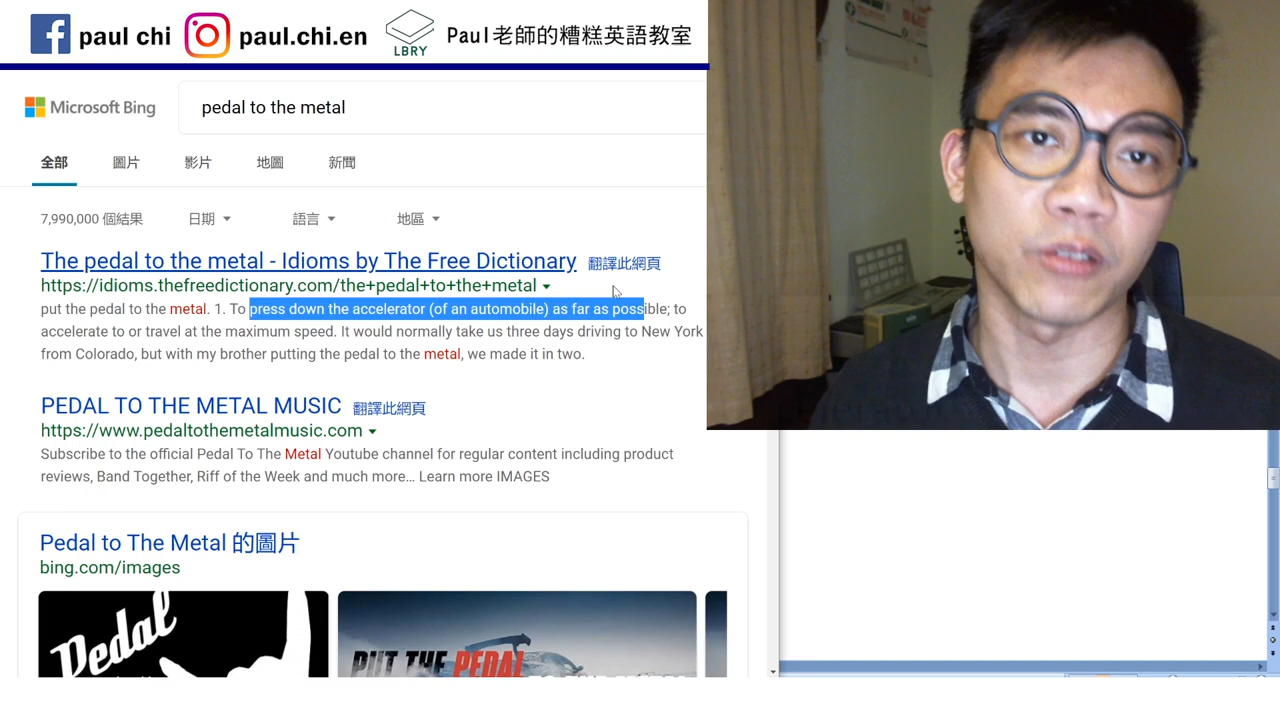 paul chi
paul.chi.en
LBRY
Paul老師的糟糕英語教室
Microsoft Bing
pedal to the metal
全部 圖片 影片 地圖 新聞
7,990,000 個結果 日期 語言 地區
The pedal to the metal - Idioms by The Free Dictionary 翻譯此網頁
https://idioms.thefreedictionary.com/the+pedal+to+the+metal
put the pedal to the metal. 1. To press down the accelerator (of an automobile) as far as possible; to
accelerate to or travel at the maximum speed. It would normally take us three days driving to New York
from Colorado, but with my brother putting the pedal to the metal, we made it in two.
PEDAL TO THE METAL MUSIC 翻譯此網頁
https://www.pedaltothemetalmusic.com
Subscribe to the official Pedal To The Metal Youtube channel for regular content including product
reviews, Band Together, Riff of the Week and much more… Learn more IMAGES
Pedal to The Metal 的圖片
bing.com/images
Pedal
PUT THE PEDAL